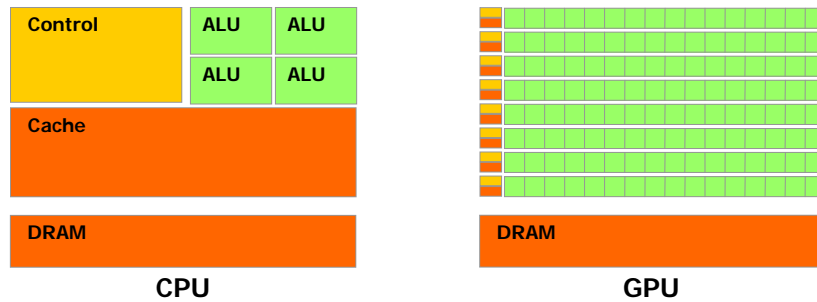 Control
ALU ALU
ALU ALU
Cache
DRAM
CPU
DRAM
GPU